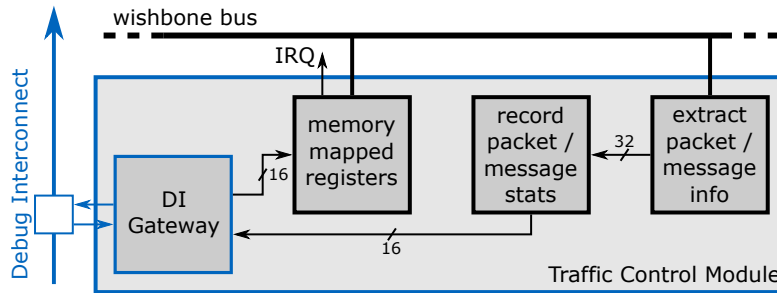 wishbone bus
IRQ
Debug Interconnect
memory
mapped
registers
record
packet /
message
stats
extract
packet /
message
info
32
16
DI
Gateway
16
Traffic Control Module